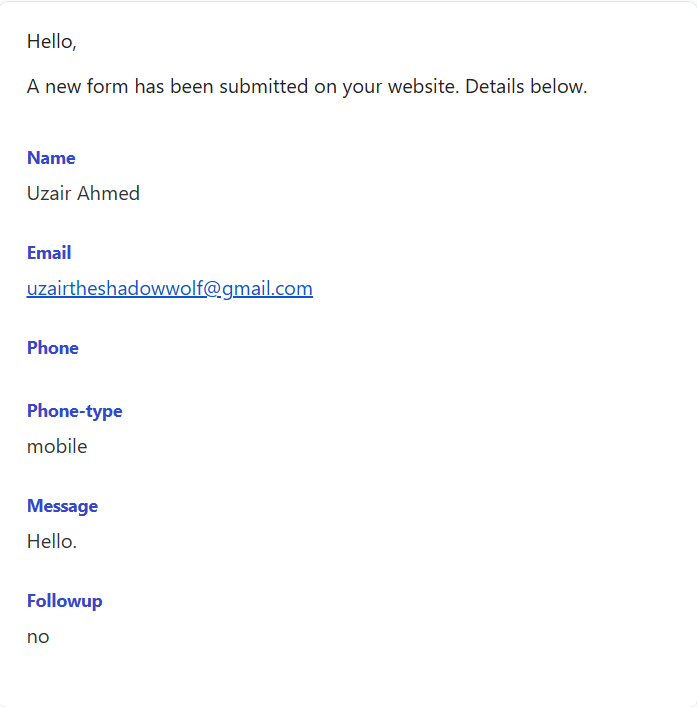 Hello,
A new form has been submitted on your website. Details below.
Name
Uzair Ahmed
Email
uzairtheshadowwolf@gmail.com
Phone
Phone-type
mobile
Message
Hello.
Followup
no